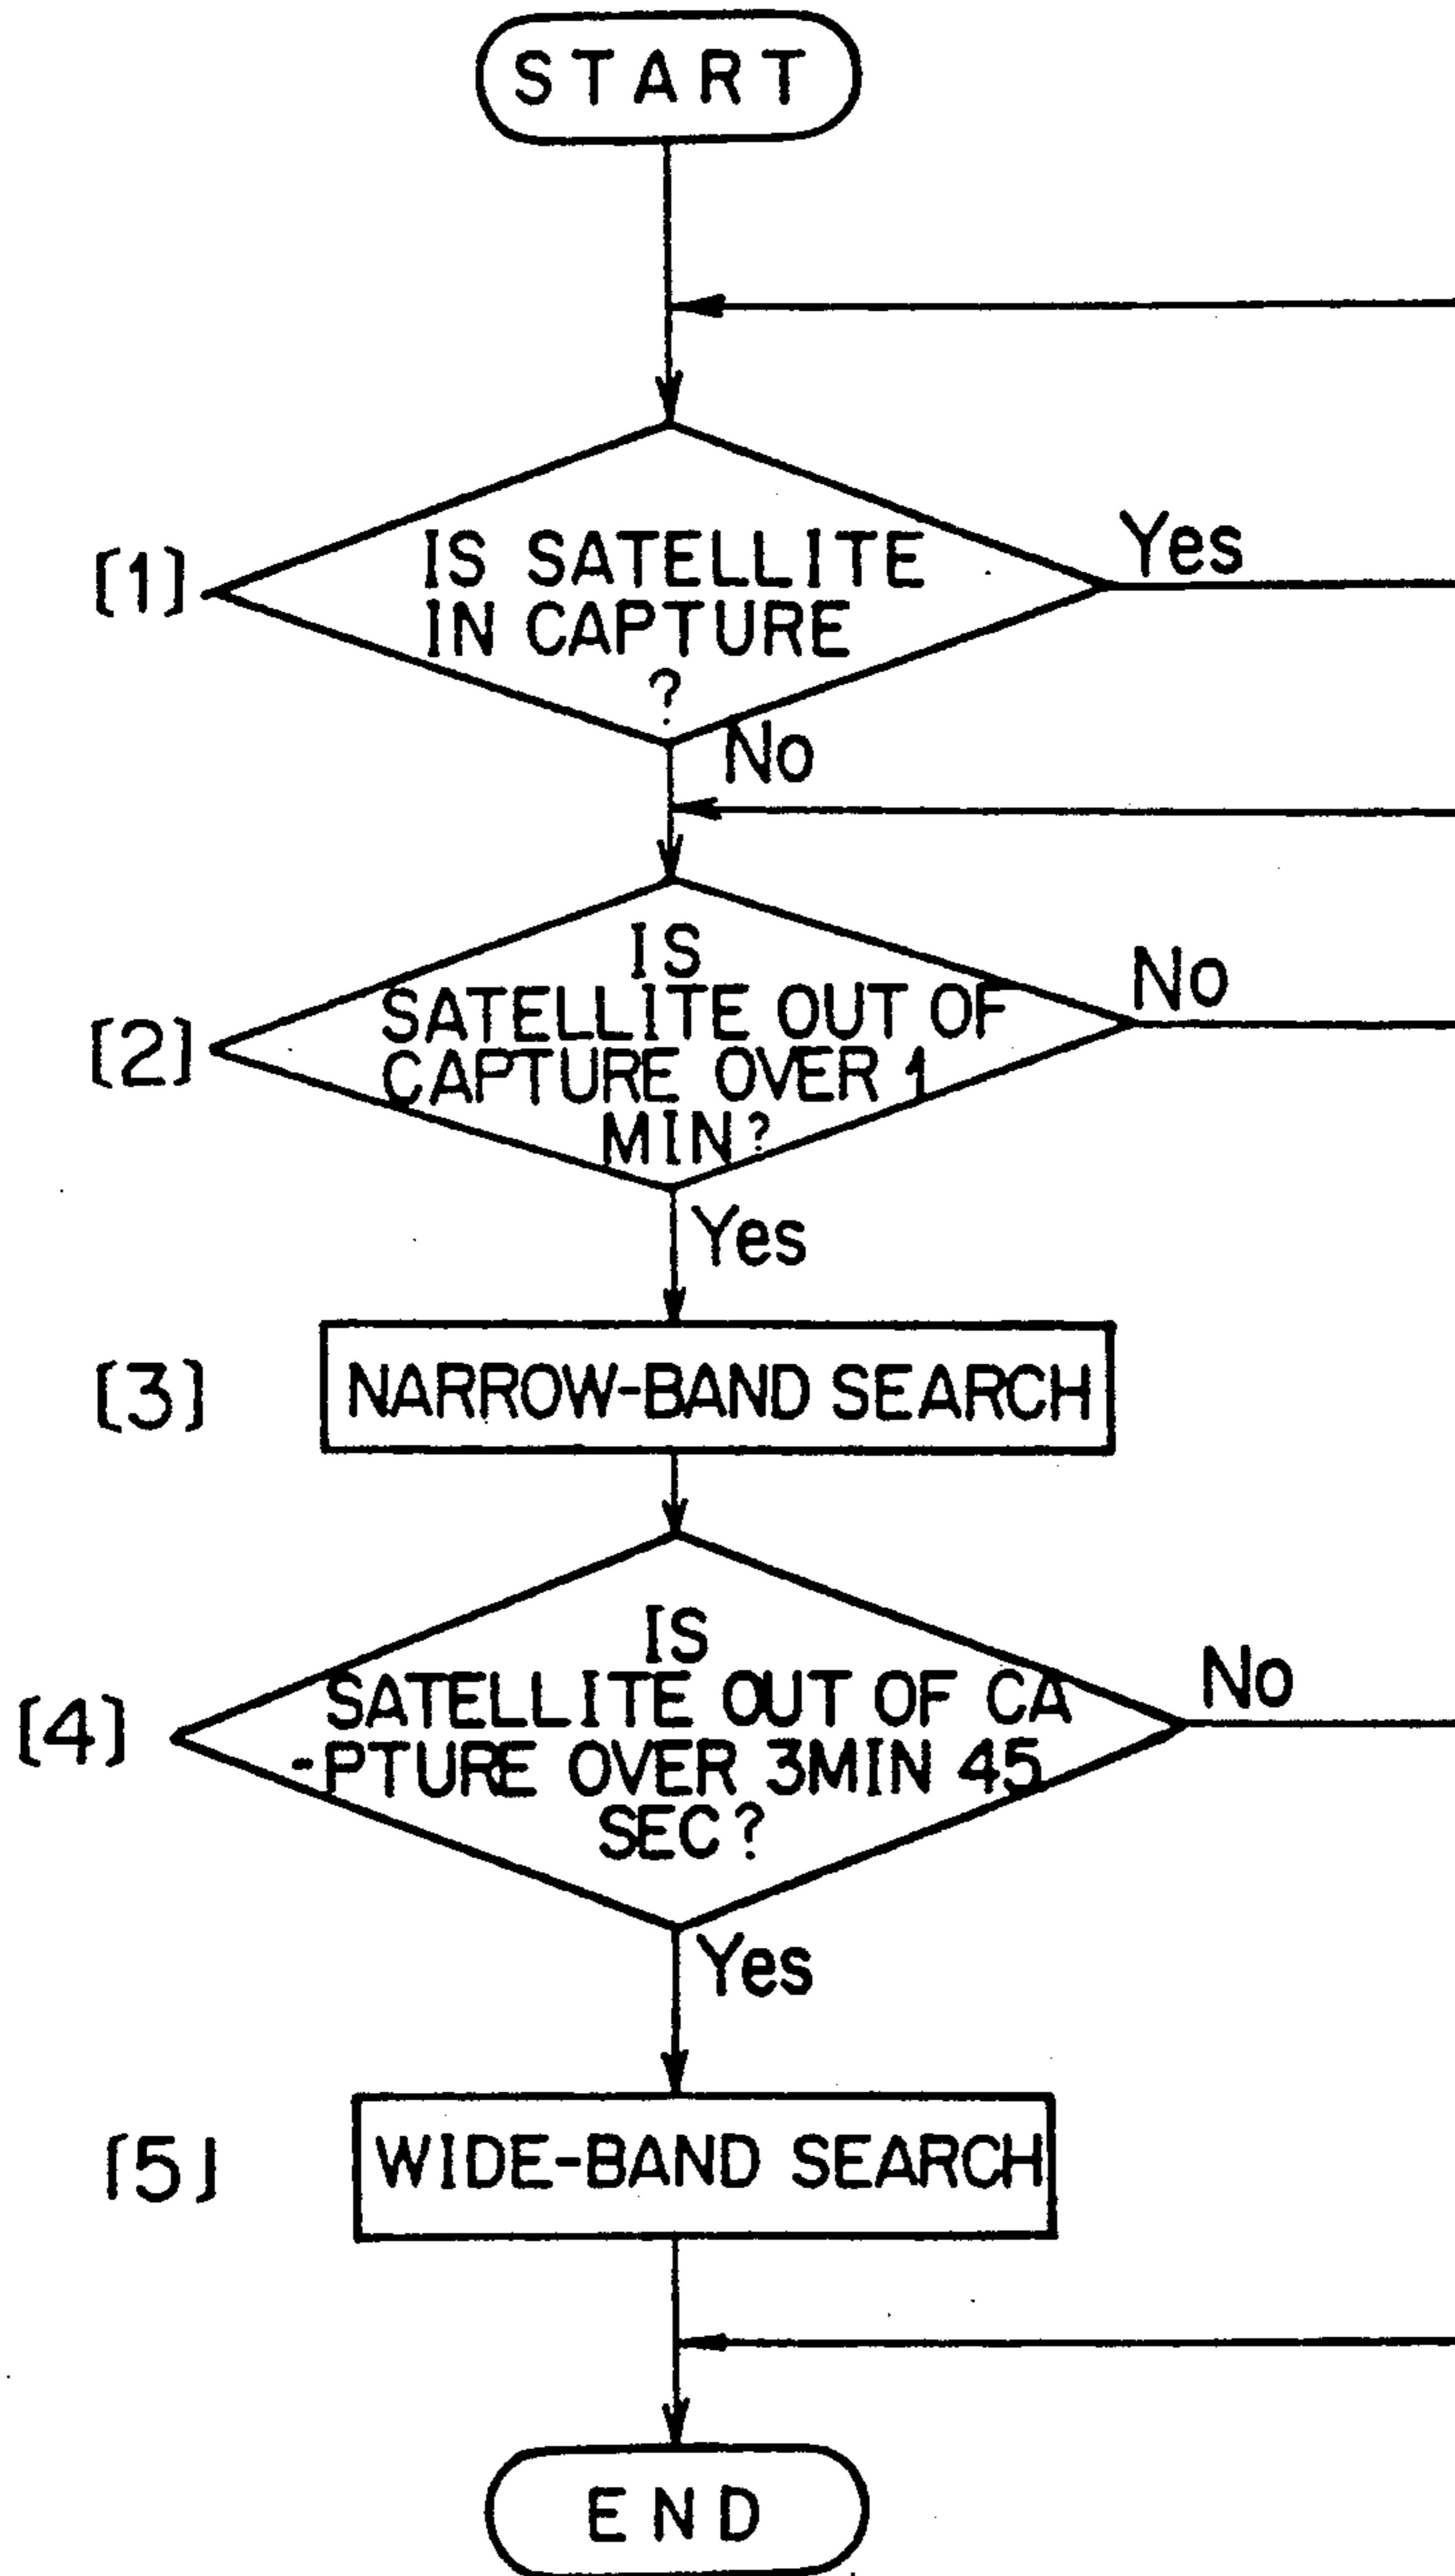 START
[1]
IS SATELLITE
IN CAPTURE
?
Yes
No
[2]
IS
SATELLITE OUT OF
CAPTURE OVER 1
MIN?
No
Yes
[3]
NARROW-BAND SEARCH
[4]
IS
SATELLITE OUT OF CA
-PTURE OVER 3MIN 45
SEC?
No
Yes
[5]
WIDE-BAND SEARCH
END